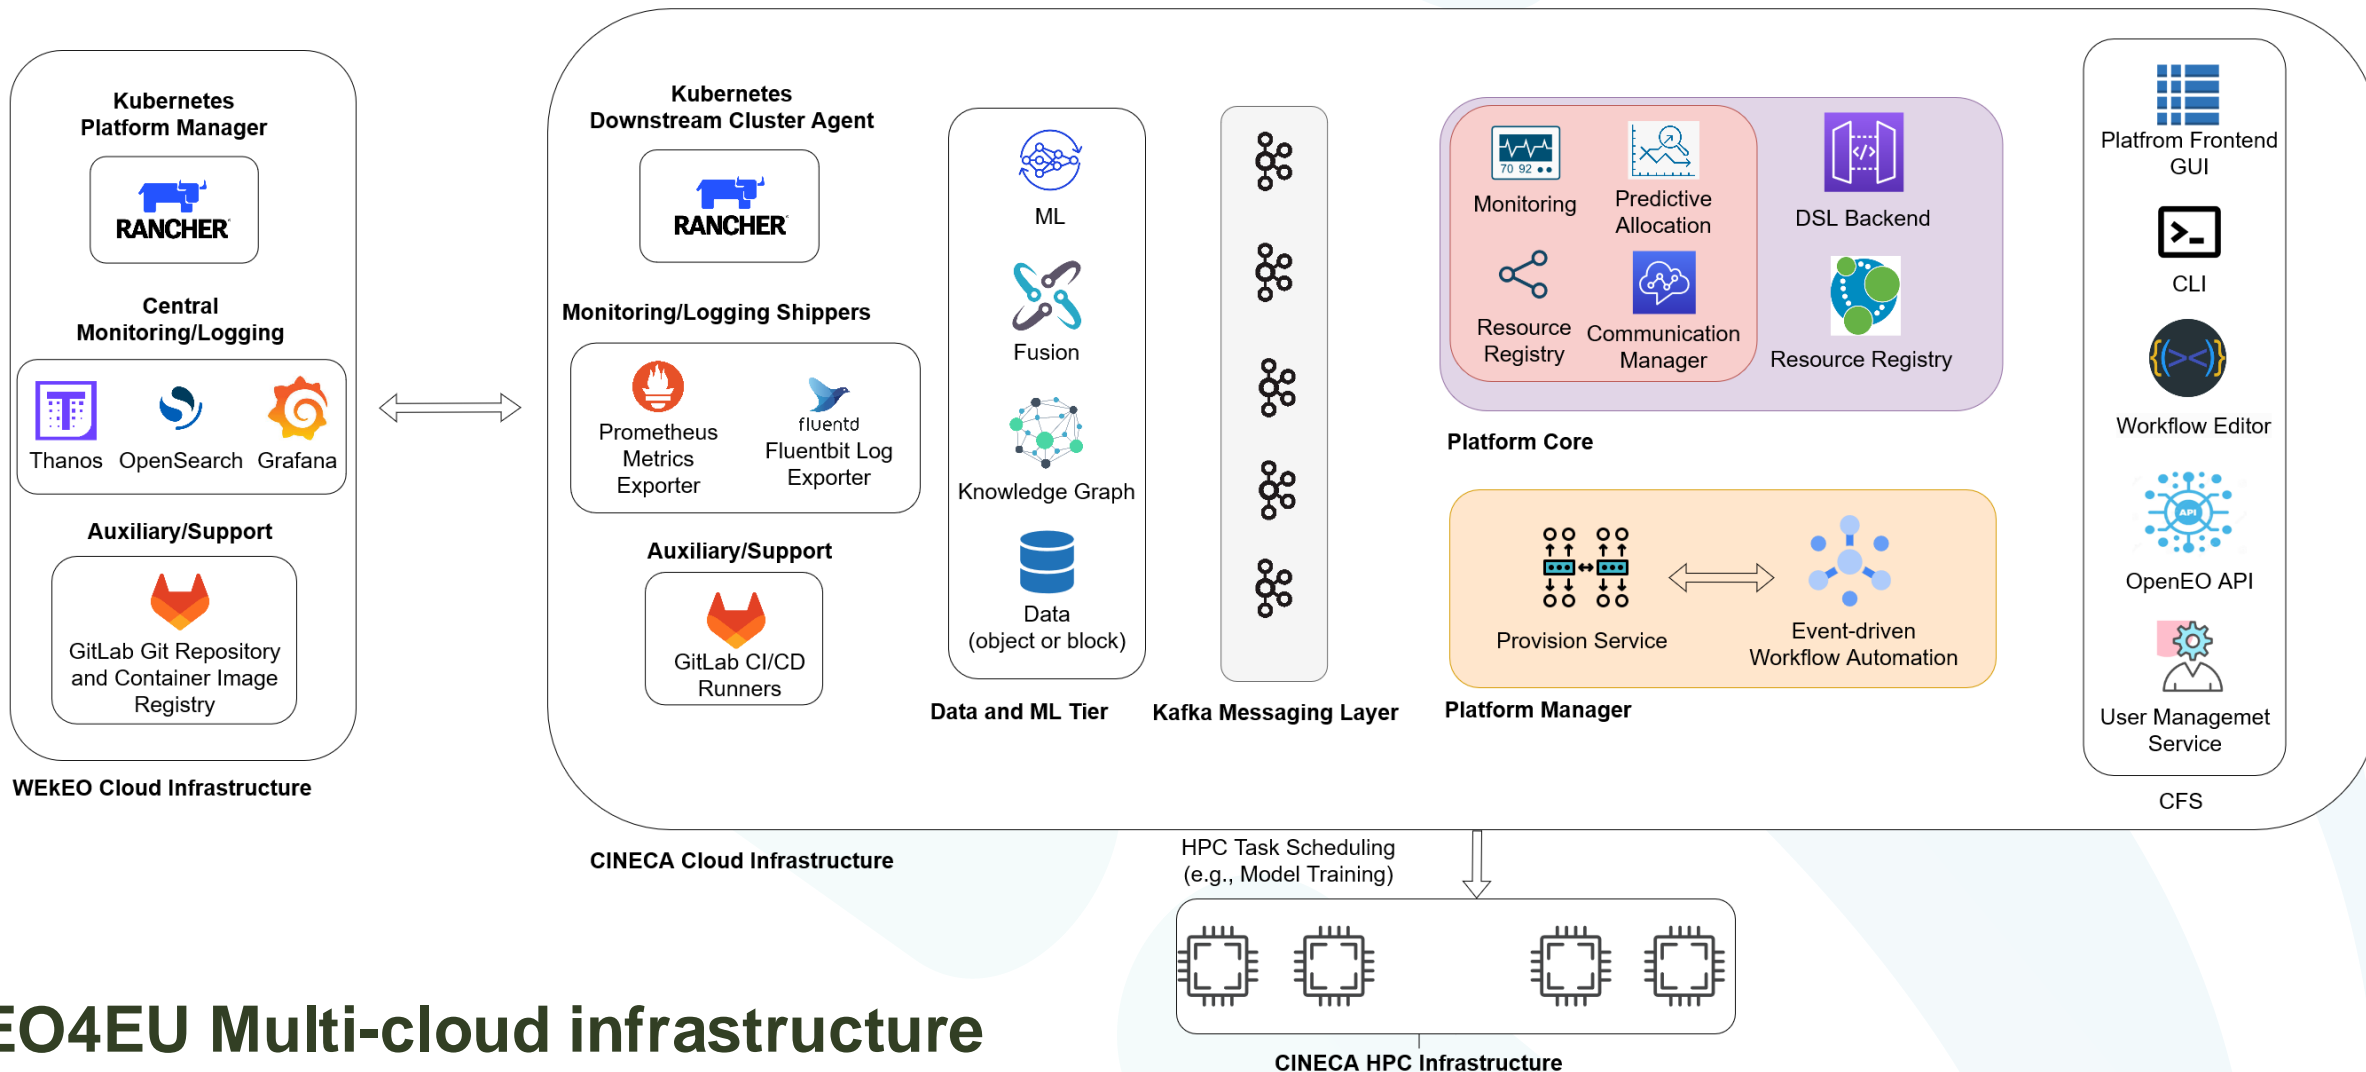 Kubernetes
Platform Manager
RANCHER
Central
Monitoring/Logging
Thanos
OpenSearch
Grafana
Auxiliary/Support
GitLab Git Repository
and Container Image
Registry
WEkEO Cloud Infrastructure
Kubernetes
Downstream Cluster Agent
RANCHER
Monitoring/Logging Shippers
Prometheus
Metrics
Exporter
fluentd
Fluentbit Log
Exporter
Auxiliary/Support
GitLab CI/CD
Runners
ML
Fusion
Knowledge Graph
Data
(object or block)
Data and ML Tier
Kafka Messaging Layer
70 92
Monitoring
Predictive
Allocation
Resource
Registry
Communication
Manager
</>
DSL Backend
Resource Registry
Platform Core
Provision Service
Event-driven
Workflow Automation
Platform Manager
Platfrom Frontend
GUI
>_
CLI
{(><)}
Workflow Editor
API
OpenEO API
User Managemet
Service
CFS
CINECA Cloud Infrastructure
HPC Task Scheduling
(e.g., Model Training)
CINECA HPC Infrastructure
EO4EU Multi-cloud infrastructure